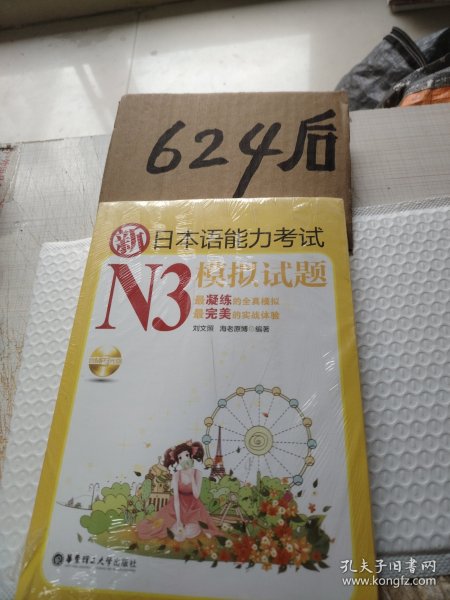 624后
新日本语能力考试
N3模拟试题
最凝练的全真模拟
最完美的实战体验
刘文照 海老原博 编著
华东理工大学出版社
孔夫子旧书网
www.kongfz.com